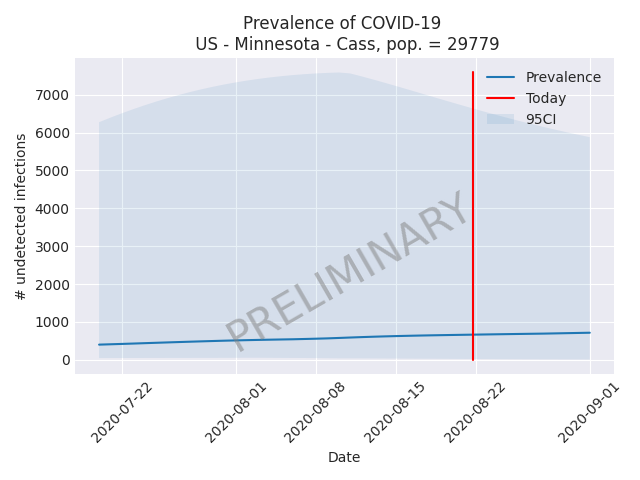 Prevalence of COVID-19
US - Minnesota - Cass, pop. = 29779
Prevalence
Today
95CI
# undetected infections
7000
6000
5000
4000
3000
2000
1000
0
PRELIMINARY
2020-07-22
2020-08-01
2020-08-08
2020-08-15
2020-08-22
2020-09-01
Date